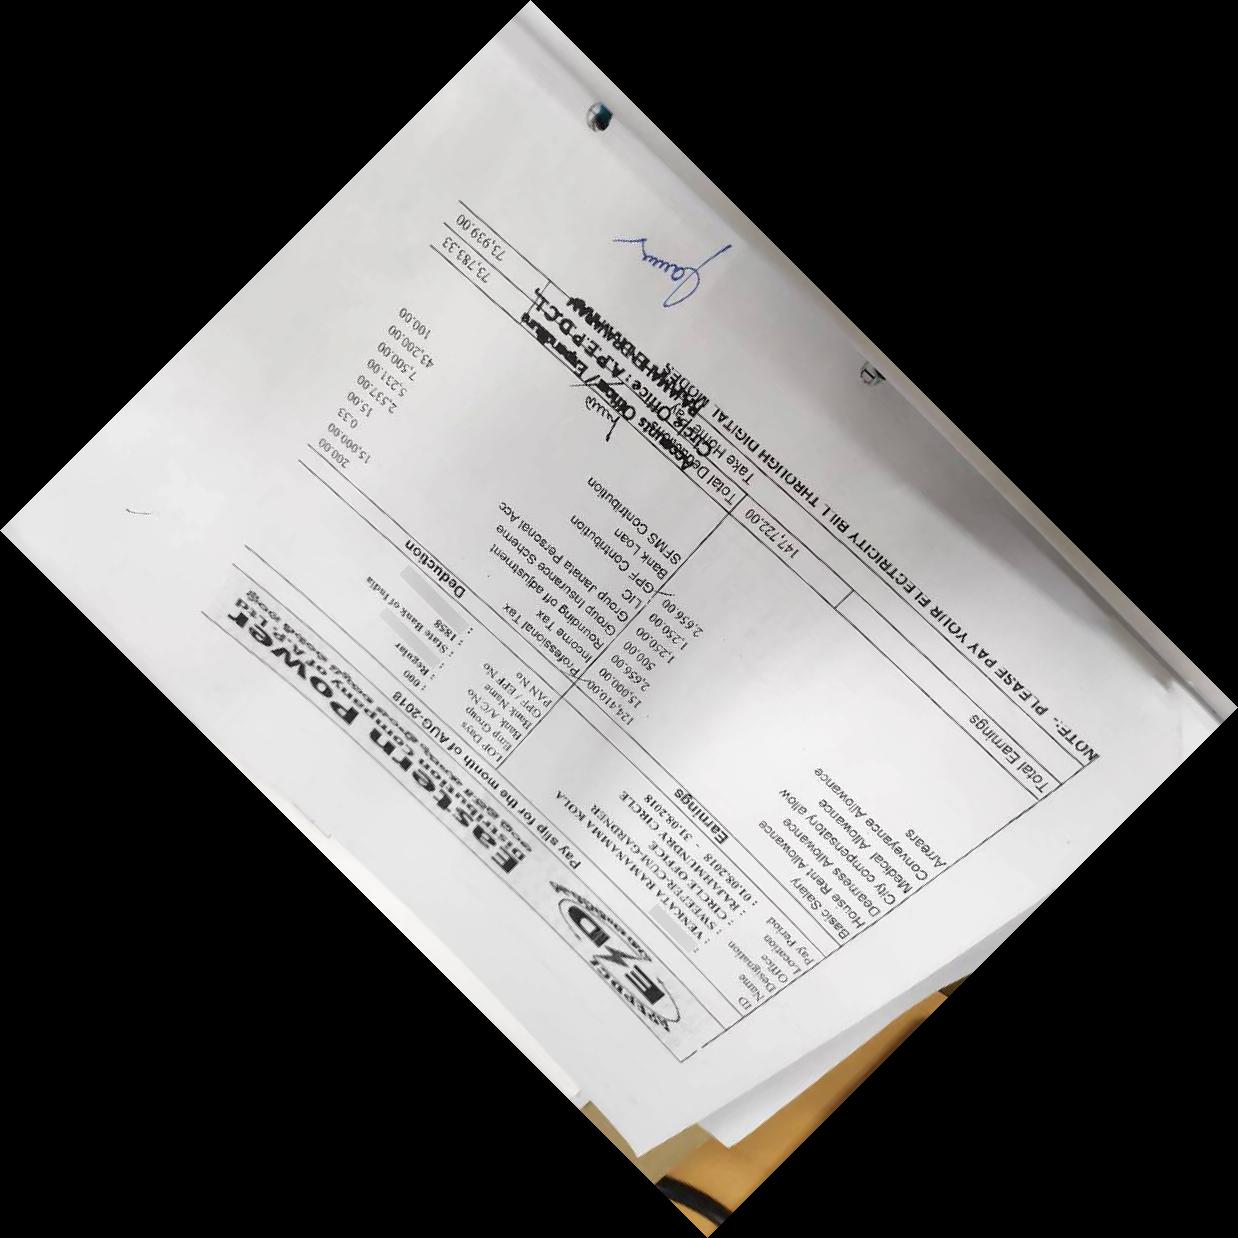 Eastern Power
Pay slip for the month of AUG-2018
ID :
Name : VENKATA RAMANAMMA KOLA
Designation : SWEEPER-CUM-GARDNER
Office : CIRCLE OFFICE
Location : RAJAHMUNDRY CIRCLE
Pay Period : 01.08.2018 - 31.08.2018
LOP Days : 000
Emp Group : Regular
Bank A/C No
Bank Name : State Bank of India
GPF / EPF No : 1858
PAN No :
Earnings
Basic Salary 124,410.00
House Rent Allowance 15,000.00
Dearness Allowance 2,656.00
City compensatory allow 500.00
Medical Allowance 1,250.00
Conveyance Allowance 1,250.00
Arrears 2,656.00
Deduction
Professional Tax 200.00
Income Tax 15,000.00
Rounding off adjustment 0.33
Group Insurance Scheme 15.00
Group Janata Personal Acc 2,537.00
LIC 5,231.00
GPF Contribution 7,500.00
Bank Loan 43,200.00
SFMS Contribution 100.00
Total Earnings 147,722.00
Total Deductions 73,783.33
Take Home Pay 73,939.00
Accounts Officer/Expenditure
Circle Office: A.P.E.P.D.C.L.,
RAJAMAHENDRAVARAM
NOTE:- PLEASE PAY YOUR ELECTRICITY BILL THROUGH DIGITAL MODES